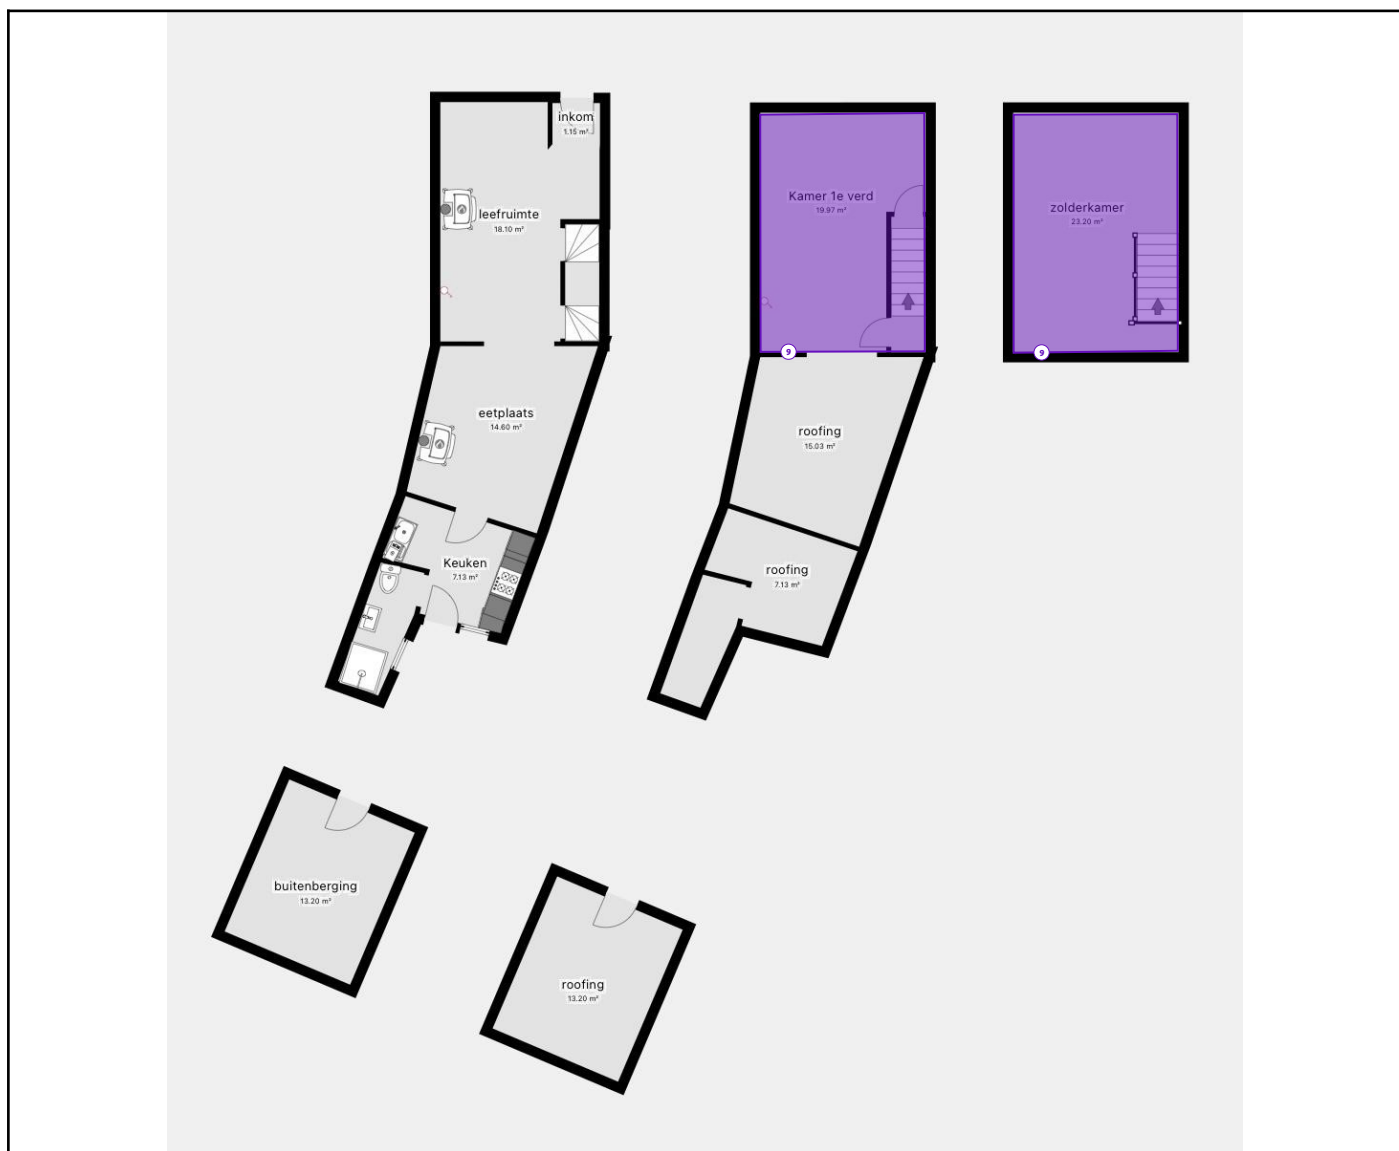 inkom
1.15 m²
leefruimte
18.10 m²
eetplaats
14.60 m²
Keuken
7.13 m²
Kamer 1e verd
19.97 m²
9
roofing
15.03 m²
roofing
7.13 m²
zolderkamer
23.20 m²
9
buitenberging
13.20 m²
roofing
13.20 m²